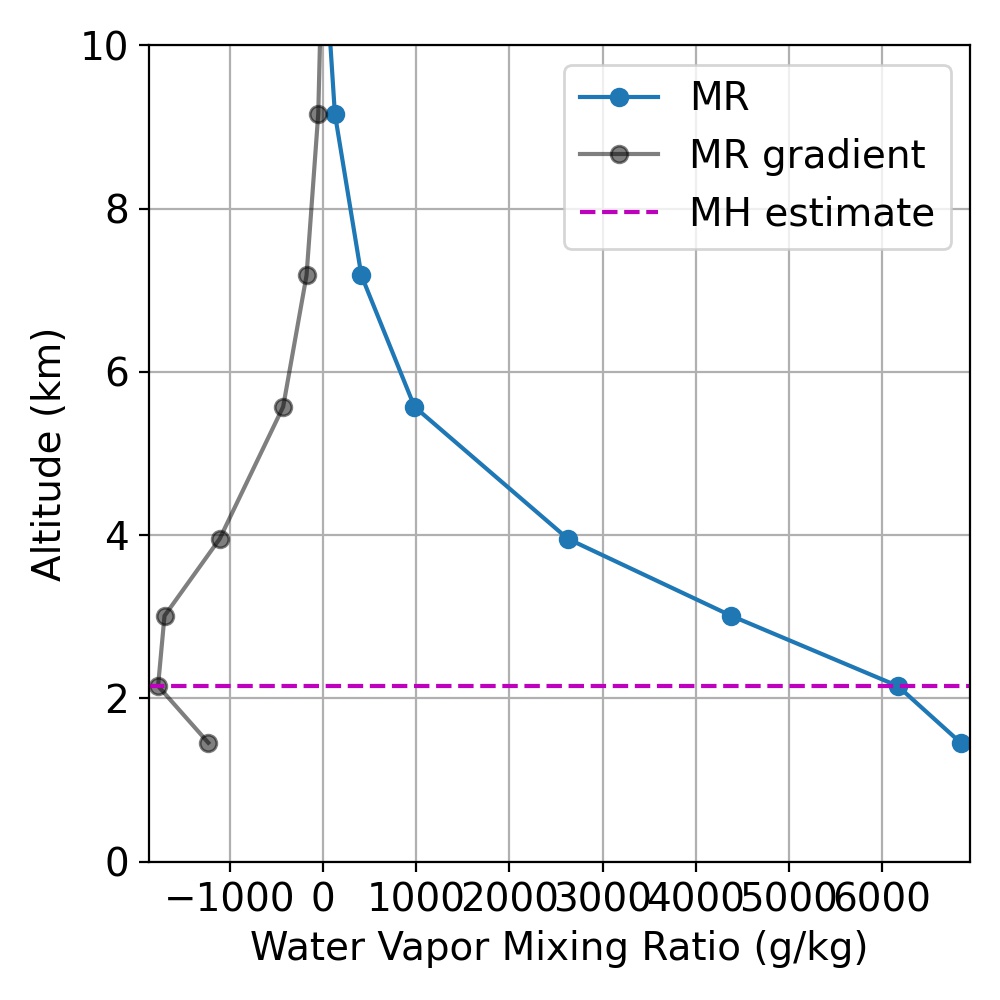 10
8
6
4
2
0
Altitude (km)
MR
MR gradient
MH estimate
−1000 0 1000 2000 3000 4000 5000 6000
Water Vapor Mixing Ratio (g/kg)